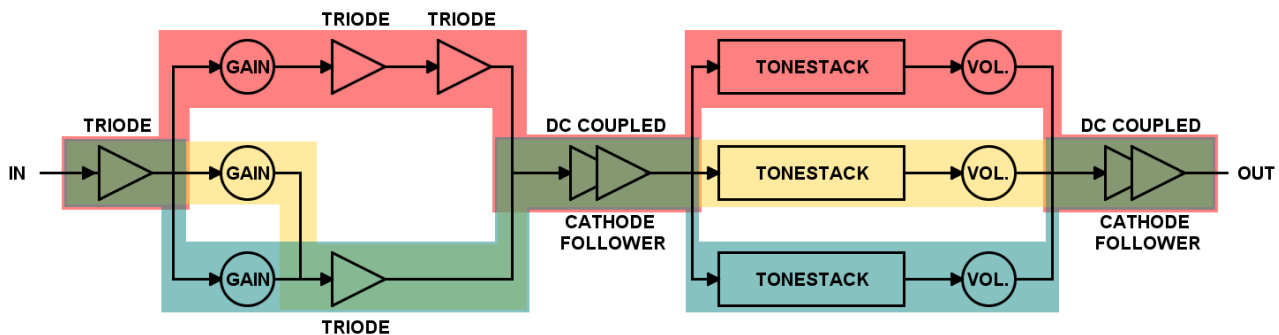 TRIODE
TRIODE
GAIN
TONESTACK
VOL.
TRIODE
DC COUPLED
DC COUPLED
IN
GAIN
TONESTACK
VOL.
OUT
CATHODE
FOLLOWER
CATHODE
FOLLOWER
GAIN
TONESTACK
VOL.
TRIODE